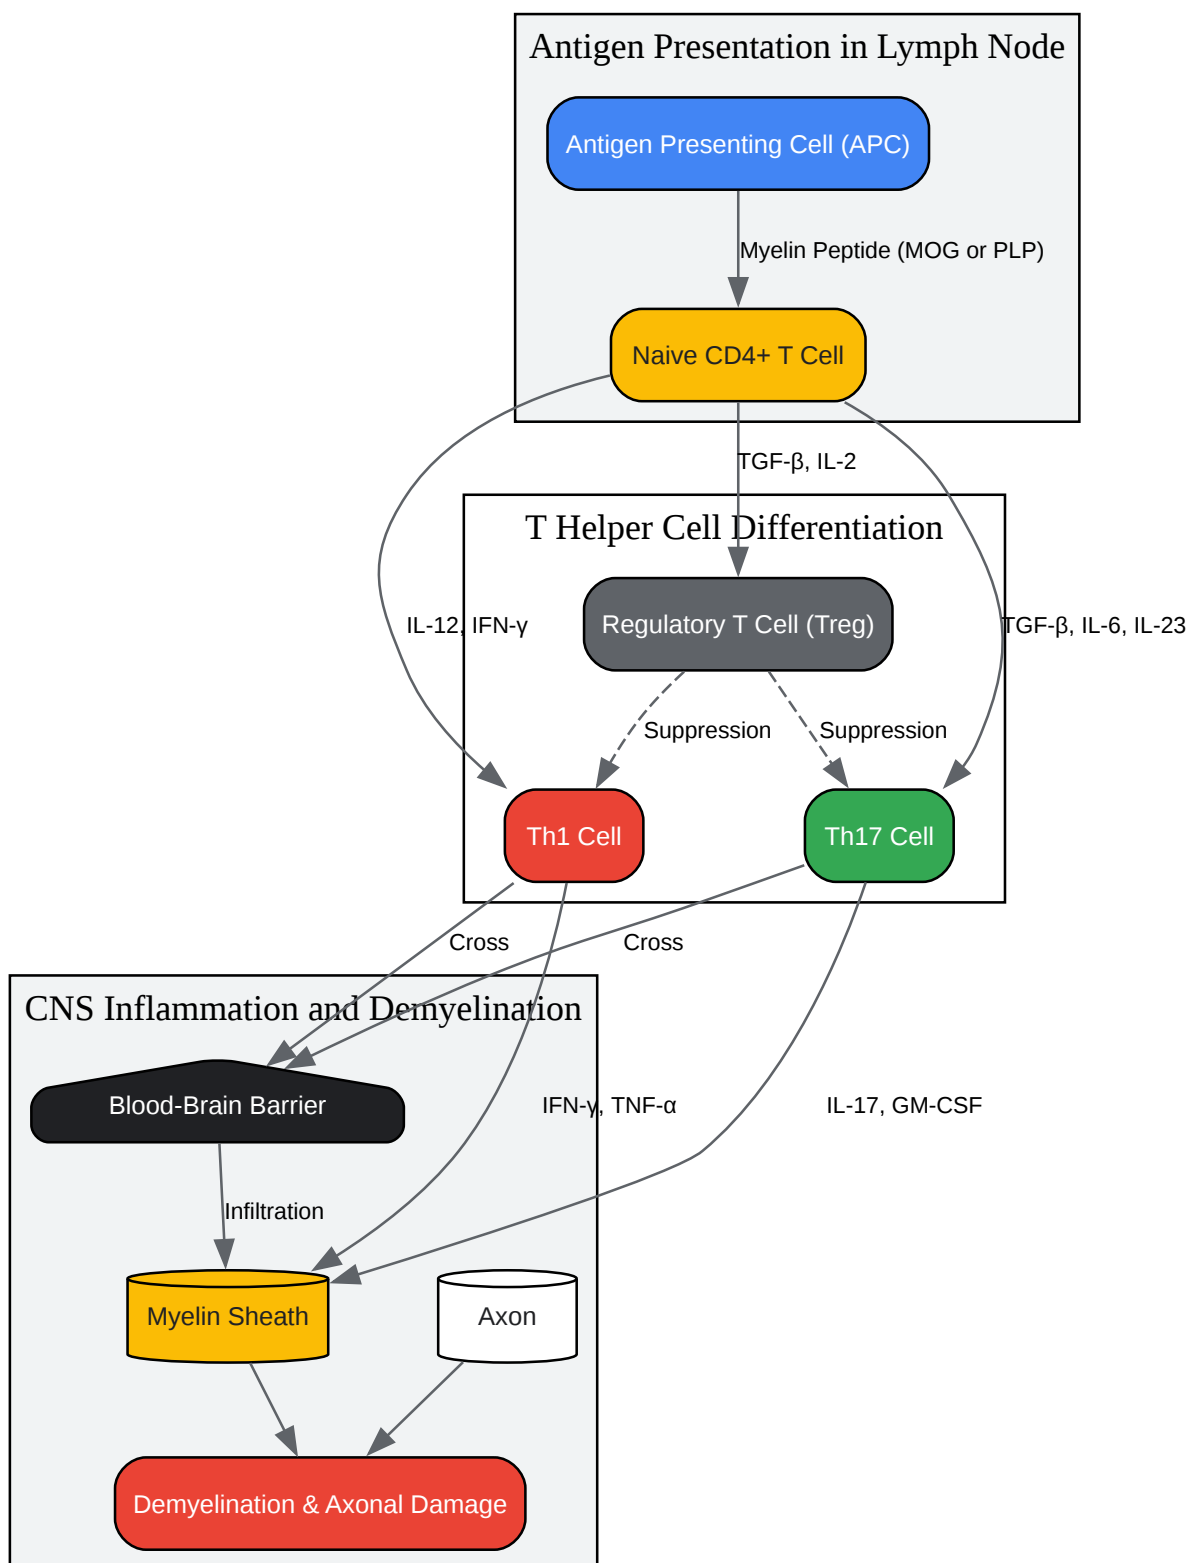 Antigen Presentation in Lymph Node
Antigen Presenting Cell (APC)
Myelin Peptide (MOG or PLP)
Naive CD4+ T Cell
TGF-β, IL-2
T Helper Cell Differentiation
IL-12, IFN-γ
Regulatory T Cell (Treg)
TGF-β, IL-6, IL-23
Suppression
Suppression
Th1 Cell
Th17 Cell
Cross
Cross
CNS Inflammation and Demyelination
Blood-Brain Barrier
IFN-γ, TNF-α
IL-17, GM-CSF
Infiltration
Myelin Sheath
Axon
Demyelination & Axonal Damage